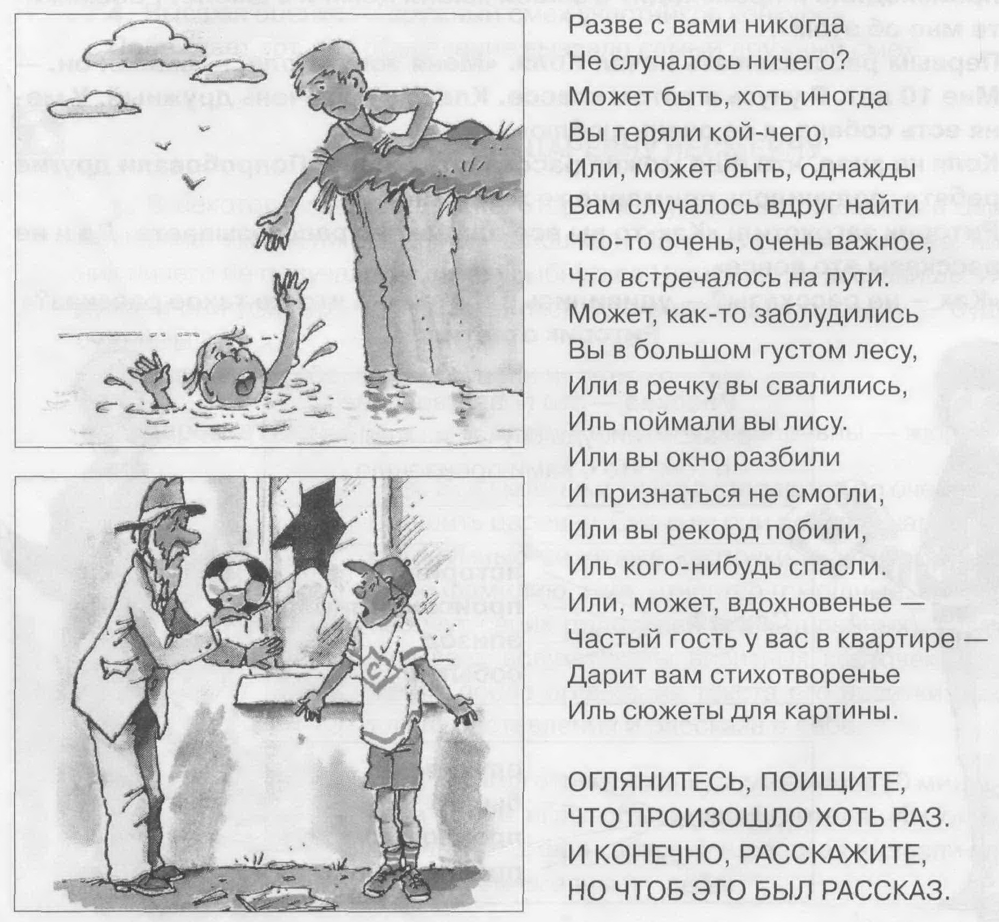 Разве с вами никогда
Не случалось ничего?
Может быть, хоть иногда
Вы теряли кой-чего,
Или, может быть, однажды
Вам случалось вдруг найти
Что-то очень, очень важное,
Что встречалось на пути.
Может, как-то заблудились
Вы в большом густом лесу,
Или в речку вы свалились,
Иль поймали вы лису.
Или вы окно разбили
И признаться не смогли,
Или вы рекорд побили,
Иль кого-нибудь спасли.
Или, может, вдохновенье —
Частый гость у вас в квартире —
Дарит вам стихотворенье
Иль сюжеты для картины.
ОГЛЯНИТЕСЬ, ПОИЩИТЕ,
ЧТО ПРОИЗОШЛО ХОТЬ РАЗ.
И КОНЕЧНО, РАССКАЖИТЕ,
НО ЧТОБ ЭТО БЫЛ РАССКАЗ.